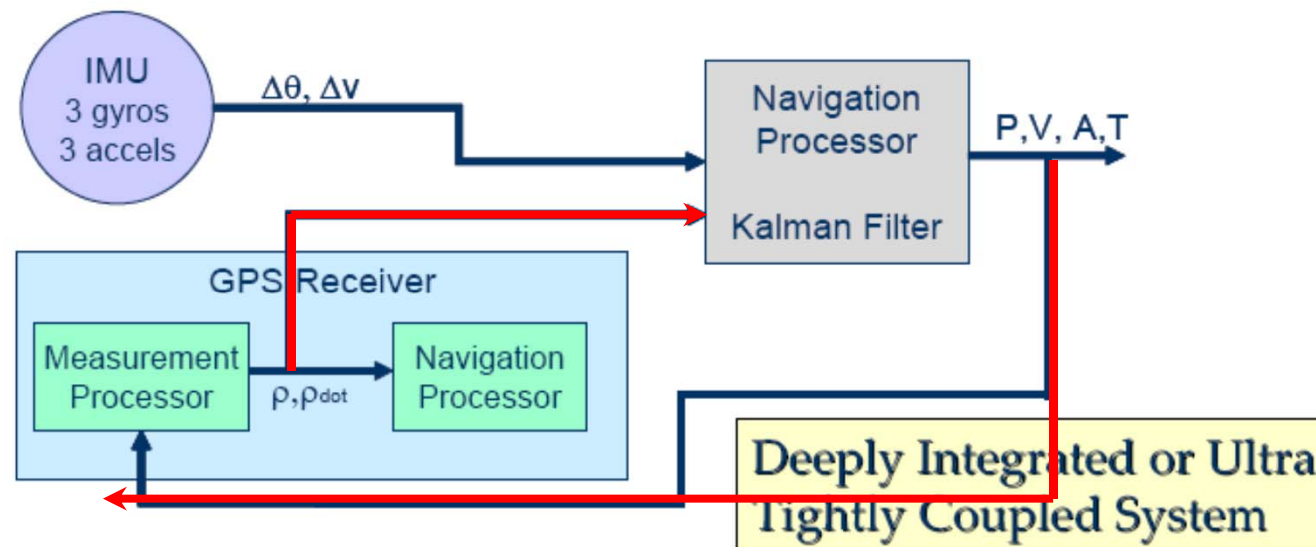 IMU
3 gyros
3 accels
Δθ, Δv
Navigation
Processor
Kalman Filter
P,V, A,T
GPS Receiver
Measurement
Processor
ρ,ρdot
Navigation
Processor
Deeply Integrated or Ultra
Tightly Coupled System